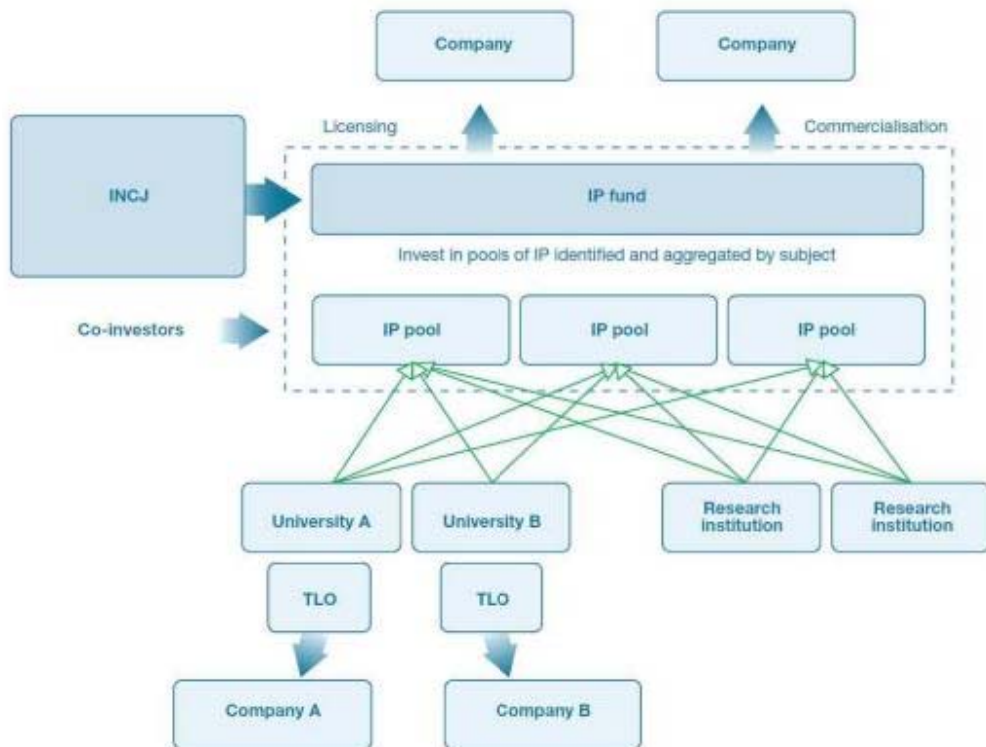 Company
Company
Licensing
Commercialisation
INCJ
IP fund
Invest in pools of IP identified and aggregated by subject
Co-investors
IP pool
IP pool
IP pool
University A
University B
Research
institution
Research
institution
TLO
TLO
Company A
Company B